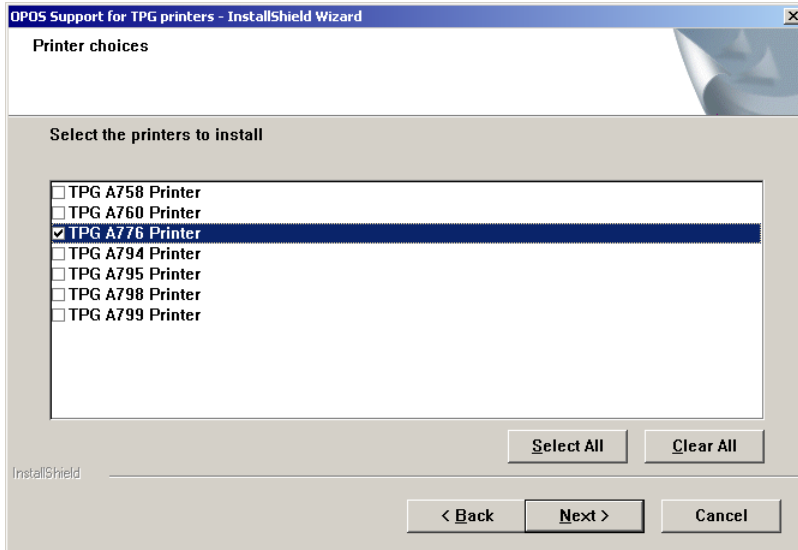 OPOS Support for TPG printers - InstallShield Wizard
Printer choices
Select the printers to install
TPG A758 Printer
TPG A760 Printer
TPG A776 Printer
TPG A794 Printer
TPG A795 Printer
TPG A798 Printer
TPG A799 Printer
Select All Clear All
InstallShield
< Back Next > Cancel